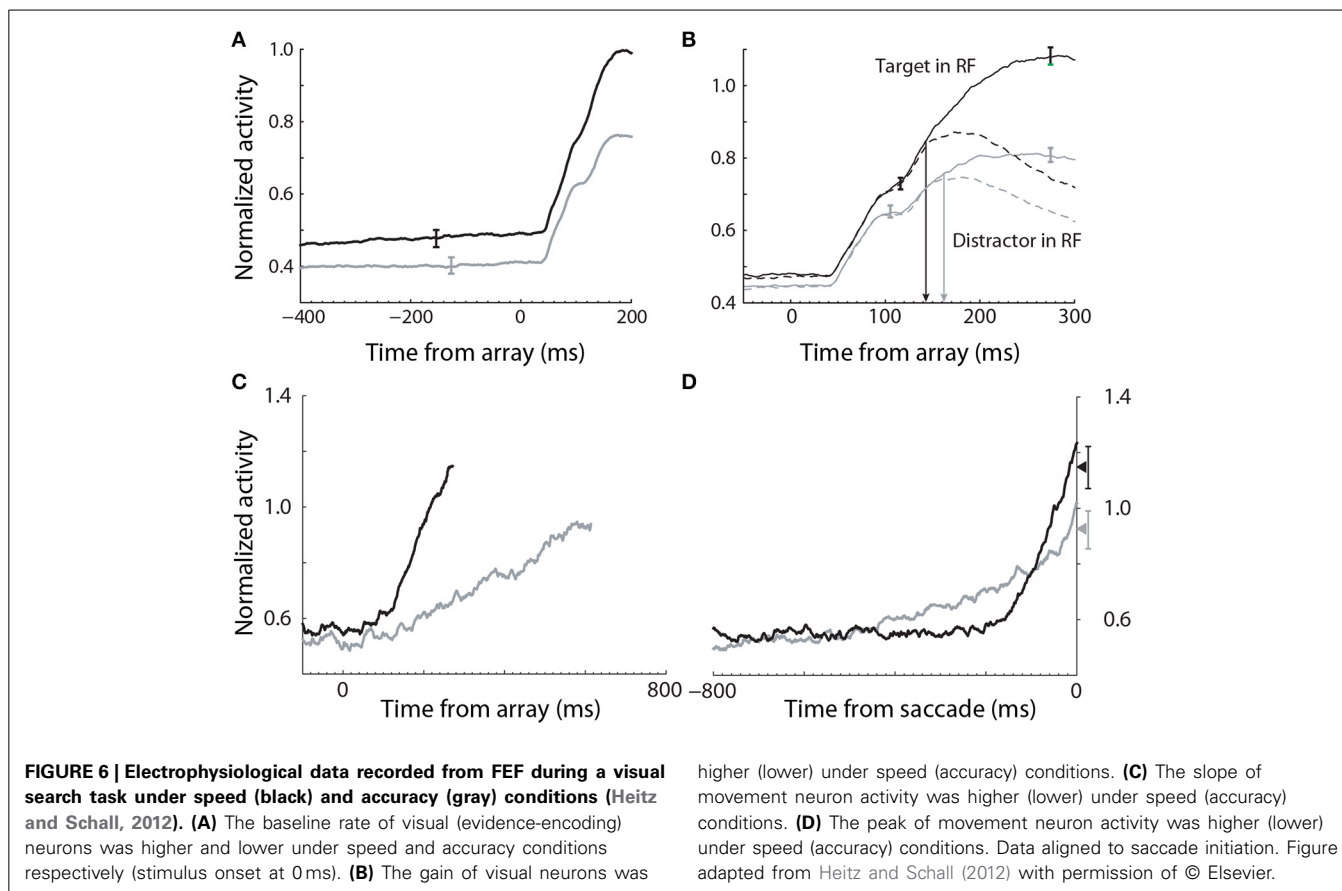 A
Normalized activity
1.0
0.8
0.6
0.4
−400
−200
0
200
Time from array (ms)
B
Target in RF
Distractor in RF
1.0
0.8
0.6
0.4
0
100
200
300
Time from array (ms)
C
Normalized activity
1.4
1.0
0.6
0
800
Time from array (ms)
D
1.4
1.0
0.6
−800
0
Time from saccade (ms)
FIGURE 6 | Electrophysiological data recorded from FEF during a visual
search task under speed (black) and accuracy (gray) conditions (Heitz
and Schall, 2012). (A) The baseline rate of visual (evidence-encoding)
neurons was higher and lower under speed and accuracy conditions
respectively (stimulus onset at 0 ms). (B) The gain of visual neurons was
higher (lower) under speed (accuracy) conditions. (C) The slope of
movement neuron activity was higher (lower) under speed (accuracy)
conditions. (D) The peak of movement neuron activity was higher (lower)
under speed (accuracy) conditions. Data aligned to saccade initiation. Figure
adapted from Heitz and Schall (2012) with permission of © Elsevier.